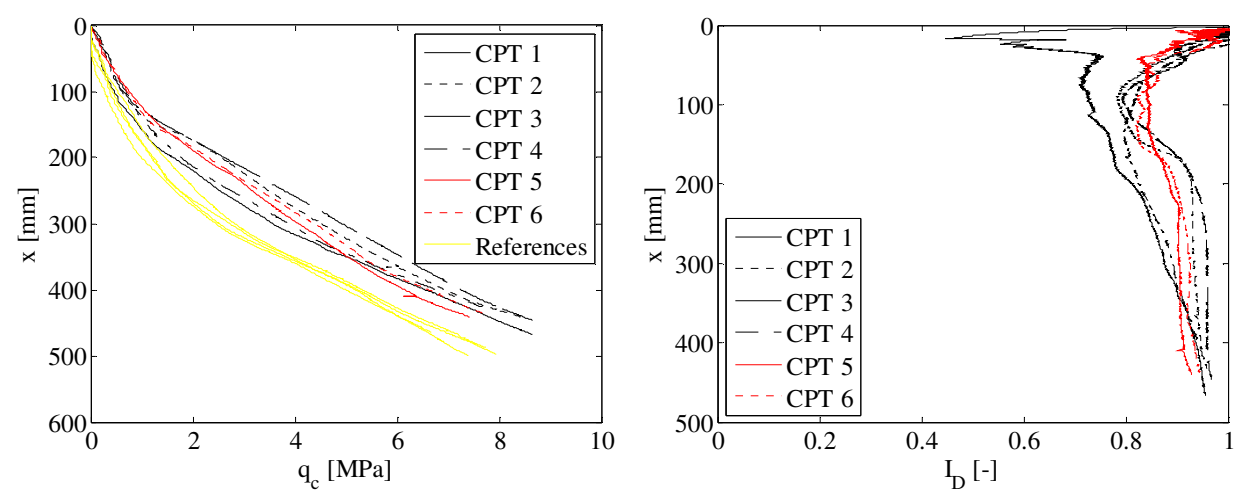 0
100
200
300
400
500
600
x [mm]
0
2
4
6
8
10
q_c [MPa]
CPT 1
CPT 2
CPT 3
CPT 4
CPT 5
CPT 6
References
0
100
200
300
400
500
x [mm]
0
0.2
0.4
0.6
0.8
1
I_D [-]
CPT 1
CPT 2
CPT 3
CPT 4
CPT 5
CPT 6